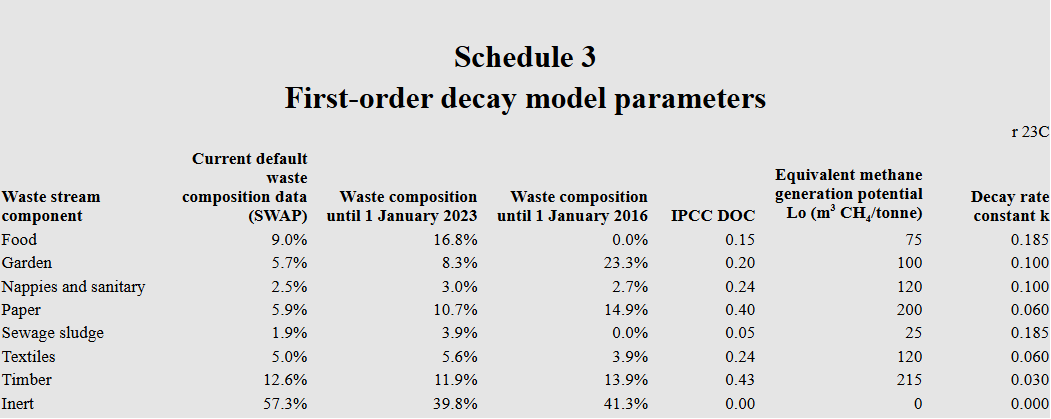 Schedule 3
First-order decay model parameters
r 23C
Waste stream component Current default waste composition data (SWAP) Waste composition until 1 January 2023 Waste composition until 1 January 2016 IPCC DOC Equivalent methane generation potential Lo (m³ CH₄/tonne) Decay rate constant k
Food 9.0% 16.8% 0.0% 0.15 75 0.185
Garden 5.7% 8.3% 23.3% 0.20 100 0.100
Nappies and sanitary 2.5% 3.0% 2.7% 0.24 120 0.100
Paper 5.9% 10.7% 14.9% 0.40 200 0.060
Sewage sludge 1.9% 3.9% 0.0% 0.05 25 0.185
Textiles 5.0% 5.6% 3.9% 0.24 120 0.060
Timber 12.6% 11.9% 13.9% 0.43 215 0.030
Inert 57.3% 39.8% 41.3% 0.00 0 0.000